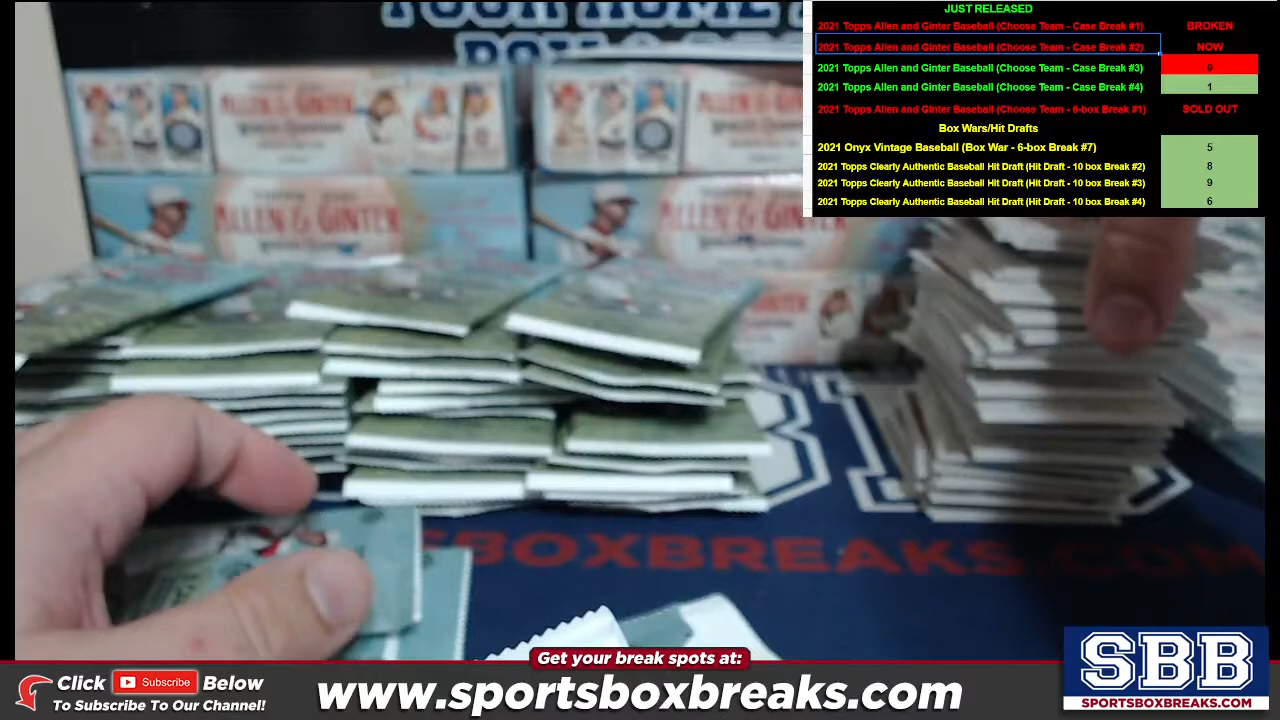 YOUR HOME
JUST RELEASED
2021 Topps Allen and Ginter Baseball (Choose Team - Case Break #1) BROKEN
2021 Topps Allen and Ginter Baseball (Choose Team - Case Break #2) NOW
2021 Topps Allen and Ginter Baseball (Choose Team - Case Break #3) 0
2021 Topps Allen and Ginter Baseball (Choose Team - Case Break #4) 1
2021 Topps Allen and Ginter Baseball (Choose Team - 6-box Break #1) SOLD OUT
Box Wars/Hit Drafts
2021 Onyx Vintage Baseball (Box War - 6-box Break #7) 5
2021 Topps Clearly Authentic Baseball Hit Draft (Hit Draft - 10 box Break #2) 8
2021 Topps Clearly Authentic Baseball Hit Draft (Hit Draft - 10 box Break #3) 9
2021 Topps Clearly Authentic Baseball Hit Draft (Hit Draft - 10 box Break #4) 6
ALLEN & GINTER
ALLEN & GINTER
BOXBREAKS.COM
Get your break spots at:
Click Subscribe Below
To Subscribe To Our Channel!
www.sportsboxbreaks.com
SBB
SPORTSBOXBREAKS.COM